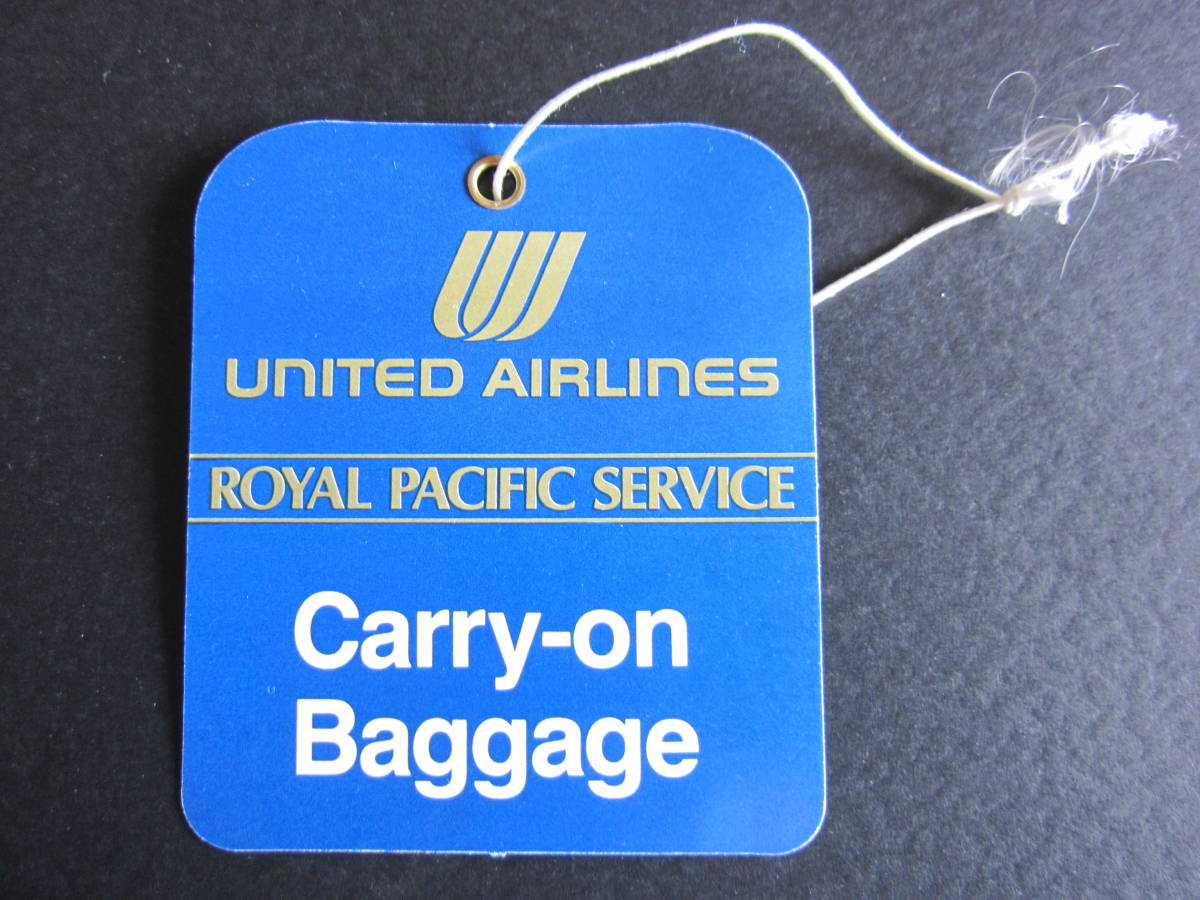 UNITED AIRLINES
ROYAL PACIFIC SERVICE
Carry-on
Baggage